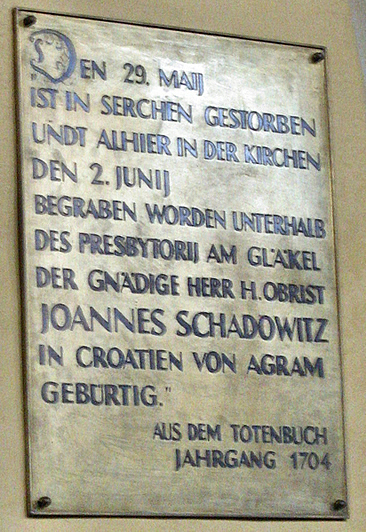 „DEN 29. MAIJ
IST IN SERCHEN GESTORBEN
UNDT ALHIER IN DER KIRCHEN
DEN 2. JUNIJ
BEGRABEN WORDEN UNTERHALB
DES PRESBYTORIJ AM GLÄKEL
DER GNÄDIGE HERR H. OBRIST
JOANNES SCHADOWITZ
IN CROATIEN VON AGRAM
GEBÜRTIG."
AUS DEM TOTENBUCH
JAHRGANG 1704